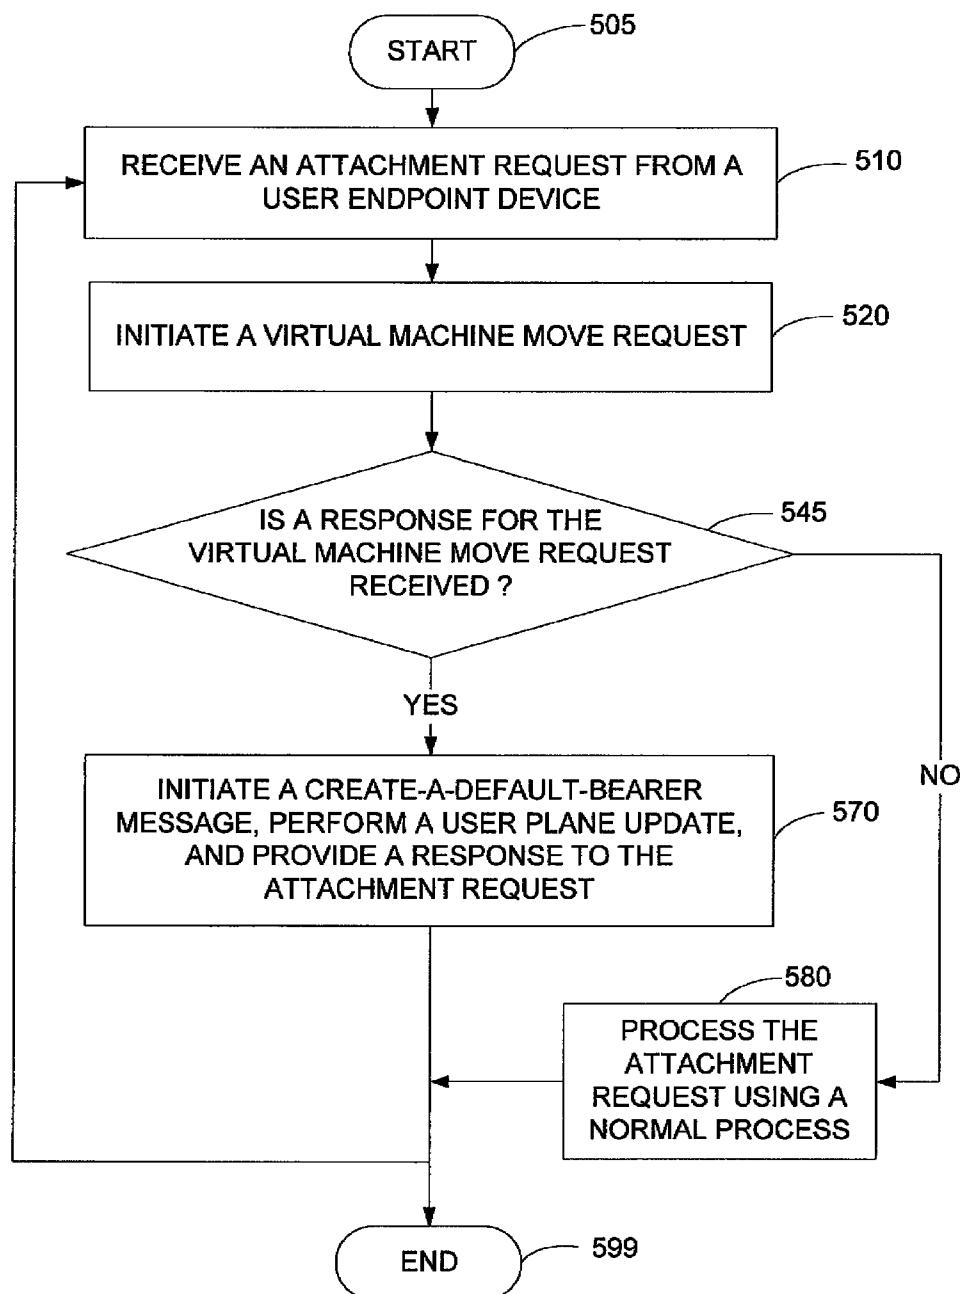 START
505
RECEIVE AN ATTACHMENT REQUEST FROM A
USER ENDPOINT DEVICE
510
INITIATE A VIRTUAL MACHINE MOVE REQUEST
520
IS A RESPONSE FOR THE
VIRTUAL MACHINE MOVE REQUEST
RECEIVED ?
545
YES
NO
INITIATE A CREATE-A-DEFAULT-BEARER
MESSAGE, PERFORM A USER PLANE UPDATE,
AND PROVIDE A RESPONSE TO THE
ATTACHMENT REQUEST
570
580
PROCESS THE
ATTACHMENT
REQUEST USING A
NORMAL PROCESS
END
599